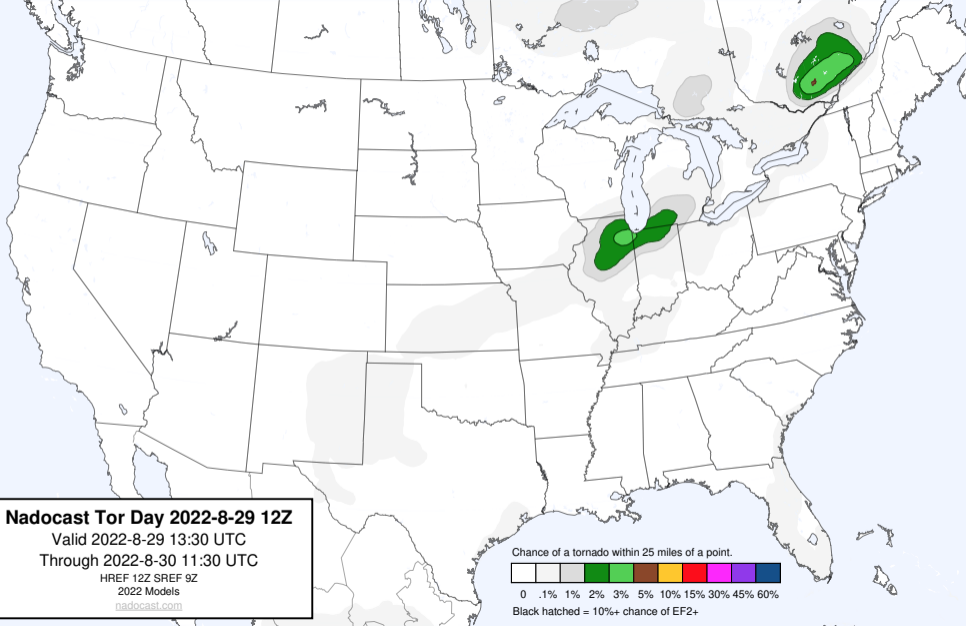 Nadocast Tor Day 2022-8-29 12Z
Valid 2022-8-29 13:30 UTC
Through 2022-8-30 11:30 UTC
HREF 12Z SREF 9Z
2022 Models
nadocast.com
Chance of a tornado within 25 miles of a point.
0 .1% 1% 2% 3% 5% 10% 15% 30% 45% 60%
Black hatched = 10%+ chance of EF2+